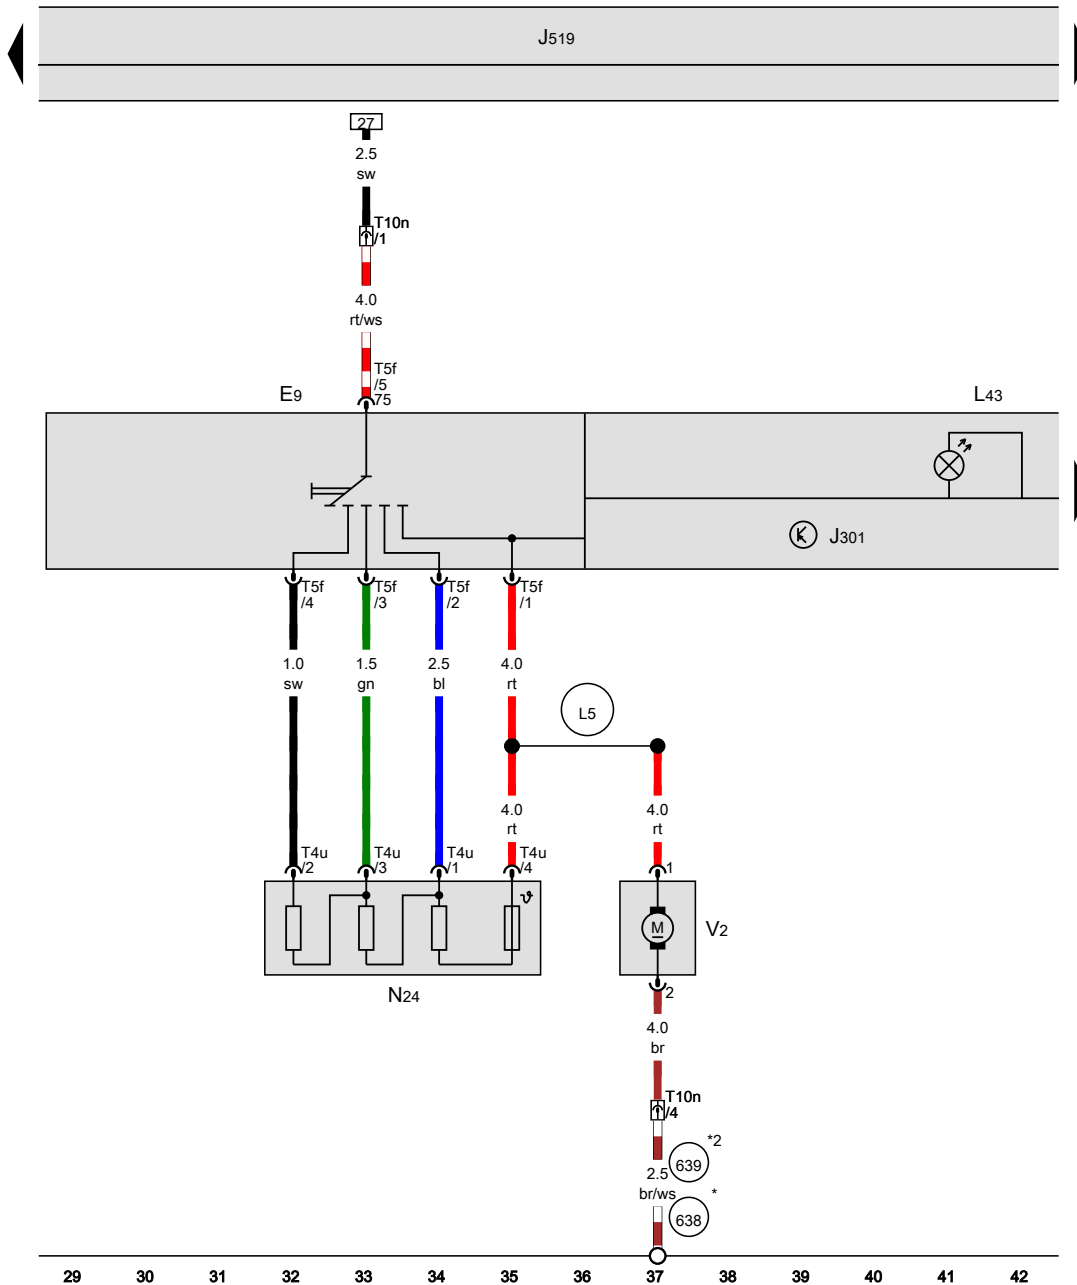 J519
27
2.5
sw
T10n
/1
4.0
rt/ws
T5f
/5
75
E9
L43
J301
T5f
/4
T5f
/3
T5f
/2
T5f
/1
1.0
sw
1.5
gn
2.5
bl
4.0
rt
L5
4.0
rt
4.0
rt
T4u
/2
T4u
/3
T4u
/1
T4u
/4
1
ϑ
M
V2
N24
2
4.0
br
T10n
/4
*2
639
2.5
br/ws
*
638
29 30 31 32 33 34 35 36 37 38 39 40 41 42